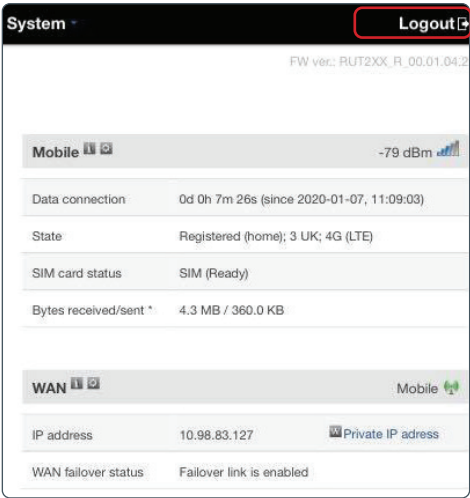 System Logout
FW ver.: RUT2XX_R_00.01.04.2
Mobile -79 dBm
Data connection 0d 0h 7m 26s (since 2020-01-07, 11:09:03)
State Registered (home); 3 UK; 4G (LTE)
SIM card status SIM (Ready)
Bytes received/sent * 4.3 MB / 360.0 KB
WAN Mobile
IP address 10.98.83.127 Private IP adress
WAN failover status Failover link is enabled